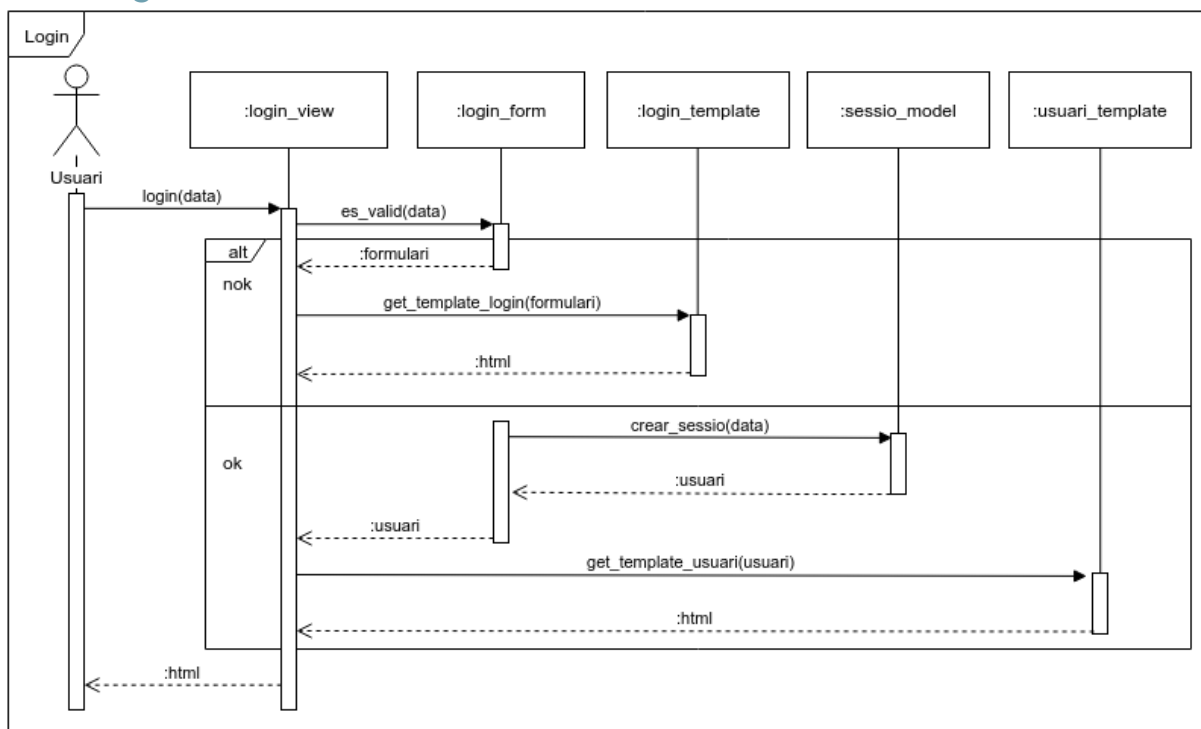 Login
:login_view
:login_form
:login_template
:sessio_model
:usuari_template
Usuari
login(data)
es_valid(data)
alt
:formulari
nok
get_template_login(formulari)
:html
crear_sessio(data)
ok
:usuari
:usuari
get_template_usuari(usuari)
:html
:html